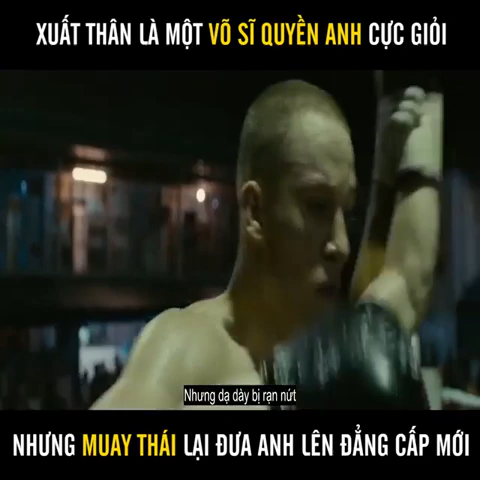 XUẤT THÂN LÀ MỘT VÕ SĨ QUYỀN ANH CỰC GIỎI
Nhưng dạ dày bị rạn nứt
NHƯNG MUAY THÁI LẠI ĐƯA ANH LÊN ĐẲNG CẤP MỚI